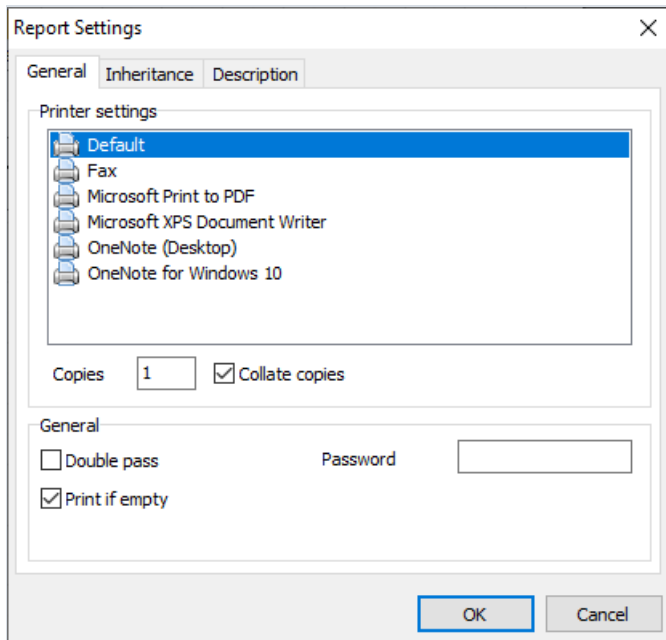 Report Settings
General Inheritance Description
Printer settings
Default
Fax
Microsoft Print to PDF
Microsoft XPS Document Writer
OneNote (Desktop)
OneNote for Windows 10
Copies 1 Collate copies
General
Double pass Password
Print if empty
OK Cancel